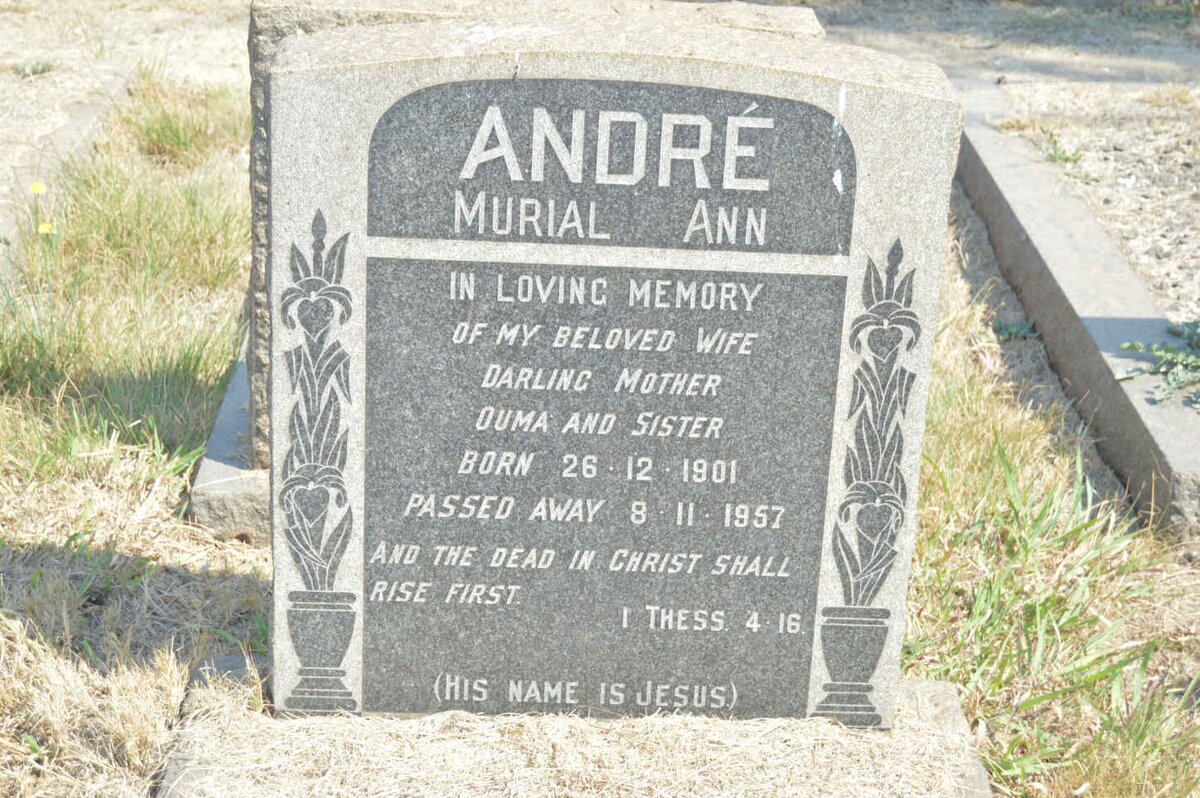 ANDRÉ
MURIAL ANN
IN LOVING MEMORY
OF MY BELOVED WIFE
DARLING MOTHER
OUMA AND SISTER
BORN 26·12·1901
PASSED AWAY 8·11·1957
AND THE DEAD IN CHRIST SHALL
RISE FIRST.
I THESS. 4·16.
(HIS NAME IS JESUS.)